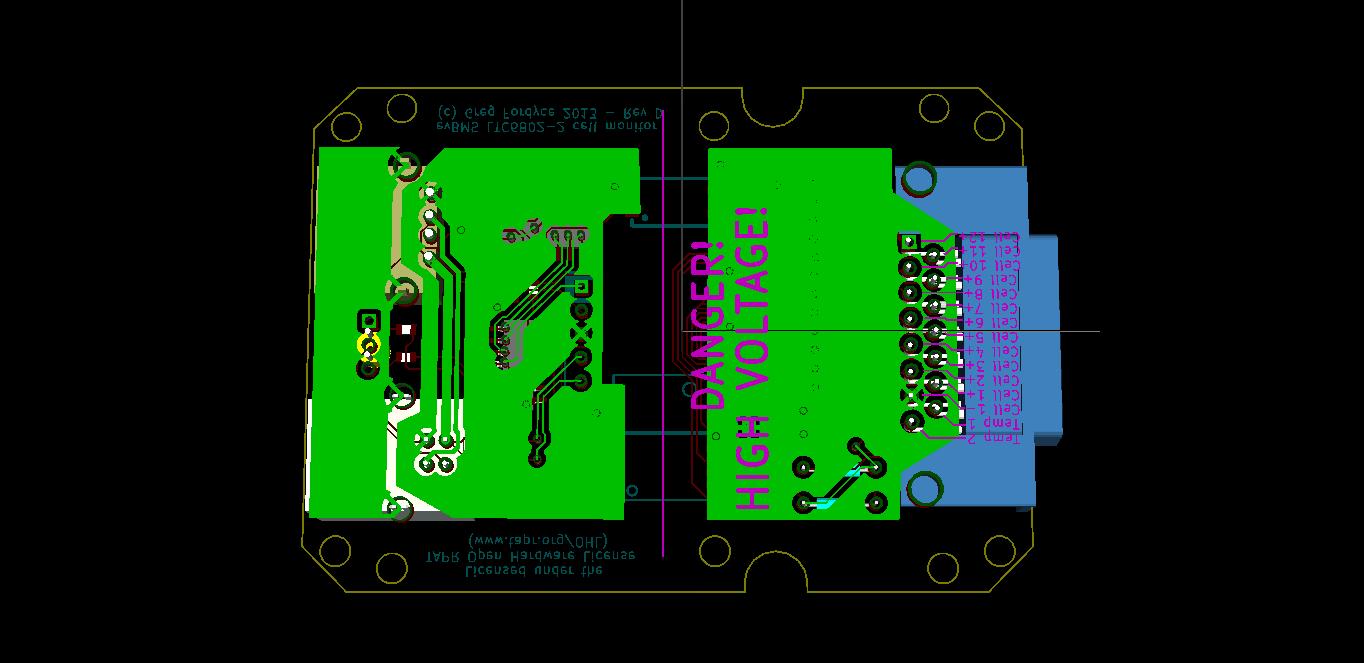 (c) Greg Fordyce 2013 - Rev D
evBMS LTC6802-2 cell monitor
DANGER!
HIGH VOLTAGE!
Cell 12+
Cell 11+
Cell 10+
Cell 9+
Cell 8+
Cell 7+
Cell 6+
Cell 5+
Cell 4+
Cell 3+
Cell 2+
Cell 1+
Cell 1-
Temp 1
Temp 2
(www.tapr.org/OHL)
TAPR Open Hardware License
Licensed under the